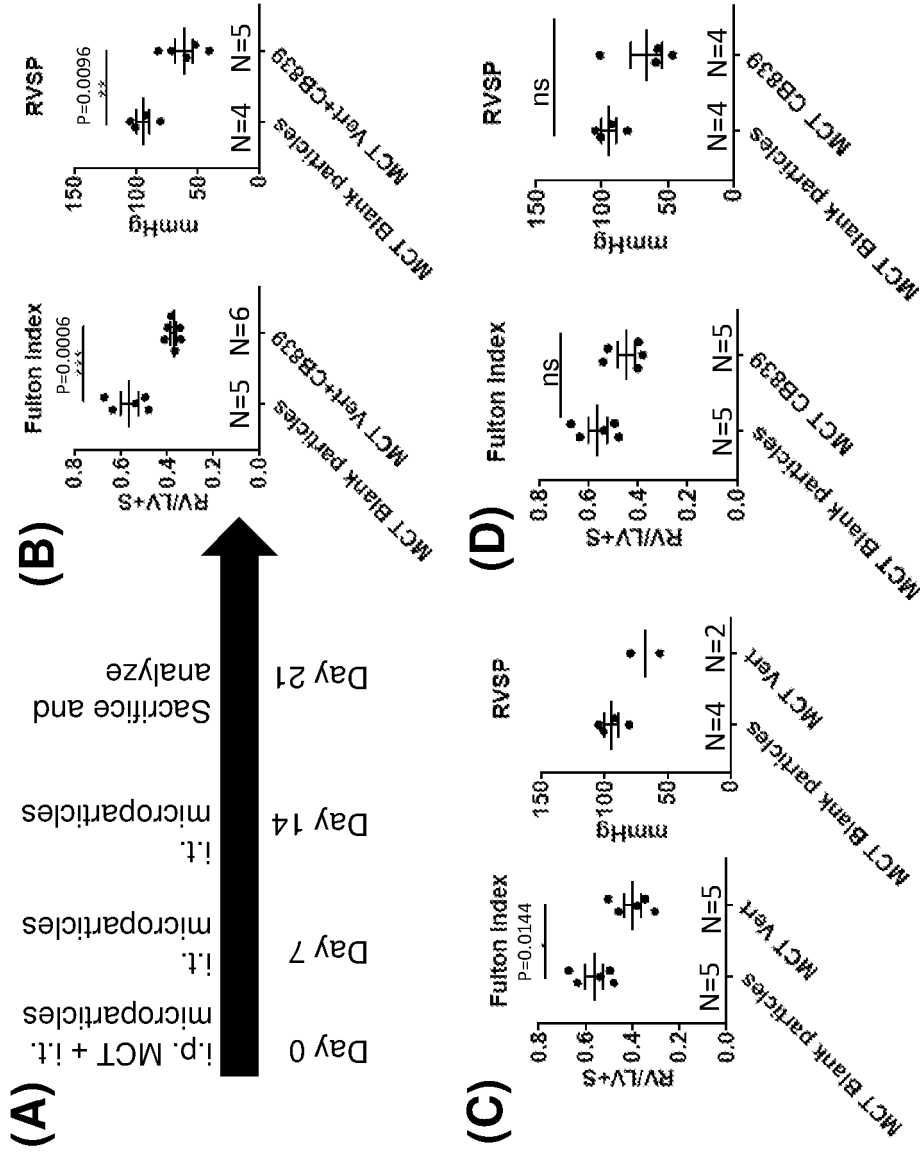 (A)
i.p. MCT + i.t.
microparticles
i.t.
microparticles
i.t.
microparticles
Sacrifice and
analyze
Day 0
Day 7
Day 14
Day 21
(B)
Fulton Index
P=0.0006
***
RV/LV+S
0.8
0.6
0.4
0.2
0.0
N=5
N=6
MCT Blank particles
MCT Vert+CB839
RVSP
P=0.0096
**
mmHg
150
100
50
0
N=4
N=5
MCT Blank particles
MCT Vert+CB839
(C)
Fulton Index
P=0.0144
RV/LV+S
0.8
0.6
0.4
0.2
0.0
N=5
N=5
MCT Blank particles
MCT Vert
RVSP
mmHg
150
100
50
0
N=4
N=2
MCT Blank particles
MCT Vert
(D)
Fulton Index
ns
RV/LV+S
0.8
0.6
0.4
0.2
0.0
N=5
N=5
MCT Blank particles
MCT CB839
RVSP
ns
mmHg
150
100
50
0
N=4
N=4
MCT Blank particles
MCT CB839